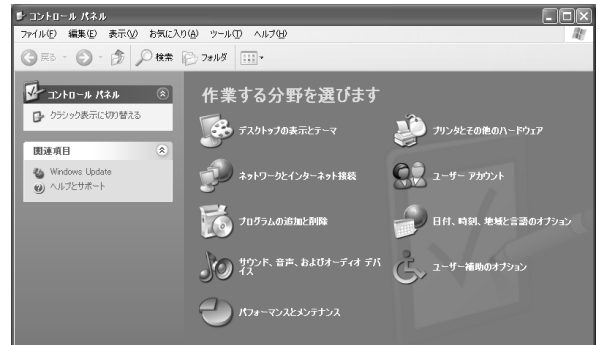 コントロール パネル
ファイル(F) 編集(E) 表示(V) お気に入り(A) ツール(T) ヘルプ(H)
戻る 検索 フォルダ
コントロール パネル
クラシック表示に切り替える
関連項目
Windows Update
ヘルプとサポート
作業する分野を選びます
デスクトップの表示とテーマ
プリンタとその他のハードウェア
ネットワークとインターネット接続
ユーザー アカウント
プログラムの追加と削除
日付、時刻、地域と言語のオプション
サウンド、音声、およびオーディオ デバ
イス
ユーザー補助のオプション
パフォーマンスとメンテナンス